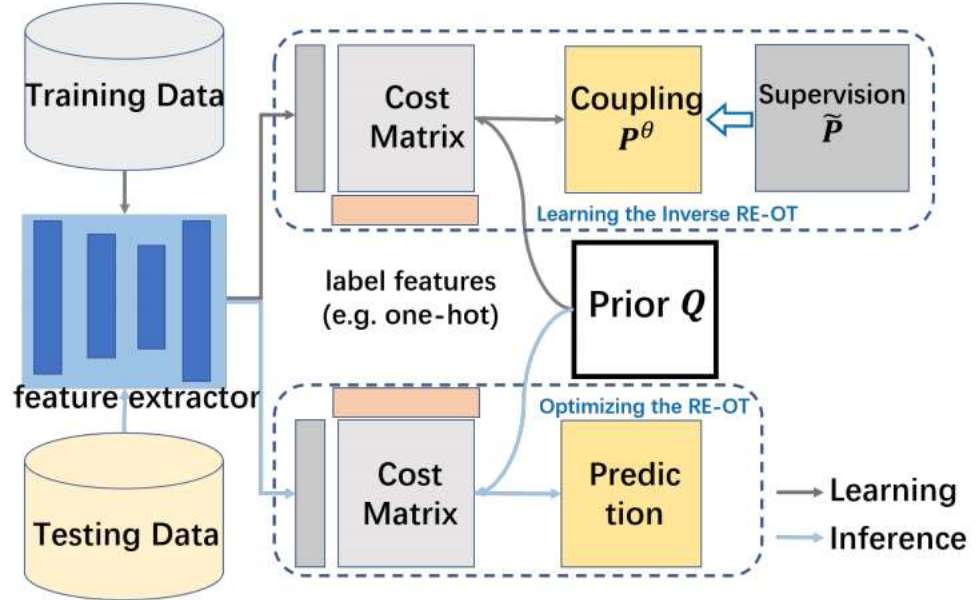 Training Data
Cost
Matrix
Coupling
P^θ
Supervision
P̃
Learning the Inverse RE-OT
label features
(e.g. one-hot)
Prior Q
feature extractor
Optimizing the RE-OT
Testing Data
Cost
Matrix
Predic
tion
Learning
Inference